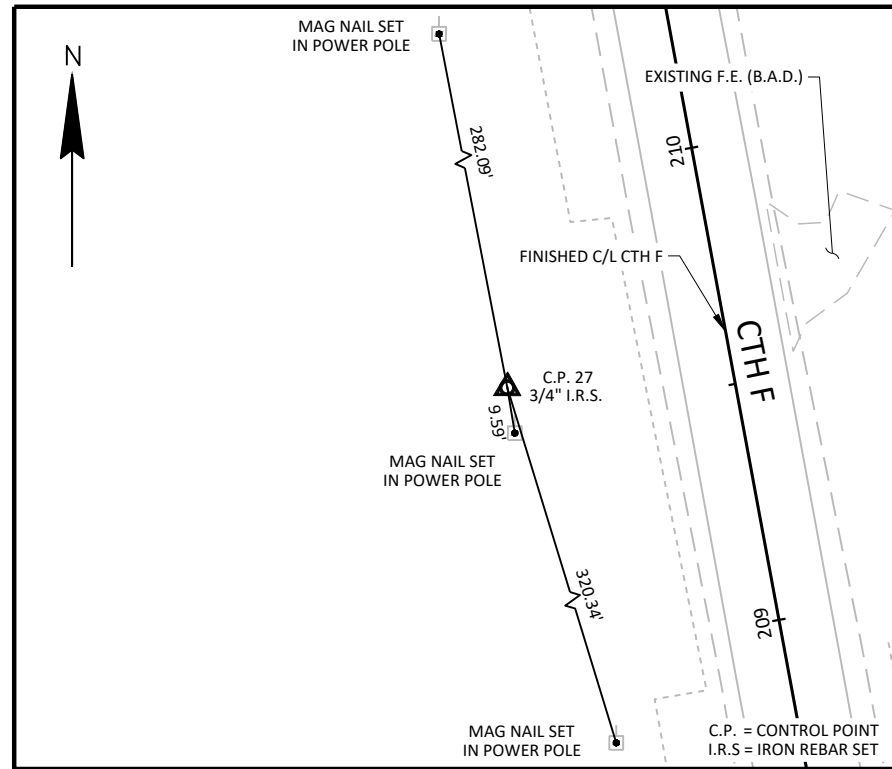 MAG NAIL SET
IN POWER POLE
N
EXISTING F.E. (B.A.D.)
282.09'
210
FINISHED C/L CTH F
CTH F
C.P. 27
3/4" I.R.S.
9.59'
MAG NAIL SET
IN POWER POLE
320.34'
209
MAG NAIL SET
IN POWER POLE
C.P. = CONTROL POINT
I.R.S = IRON REBAR SET